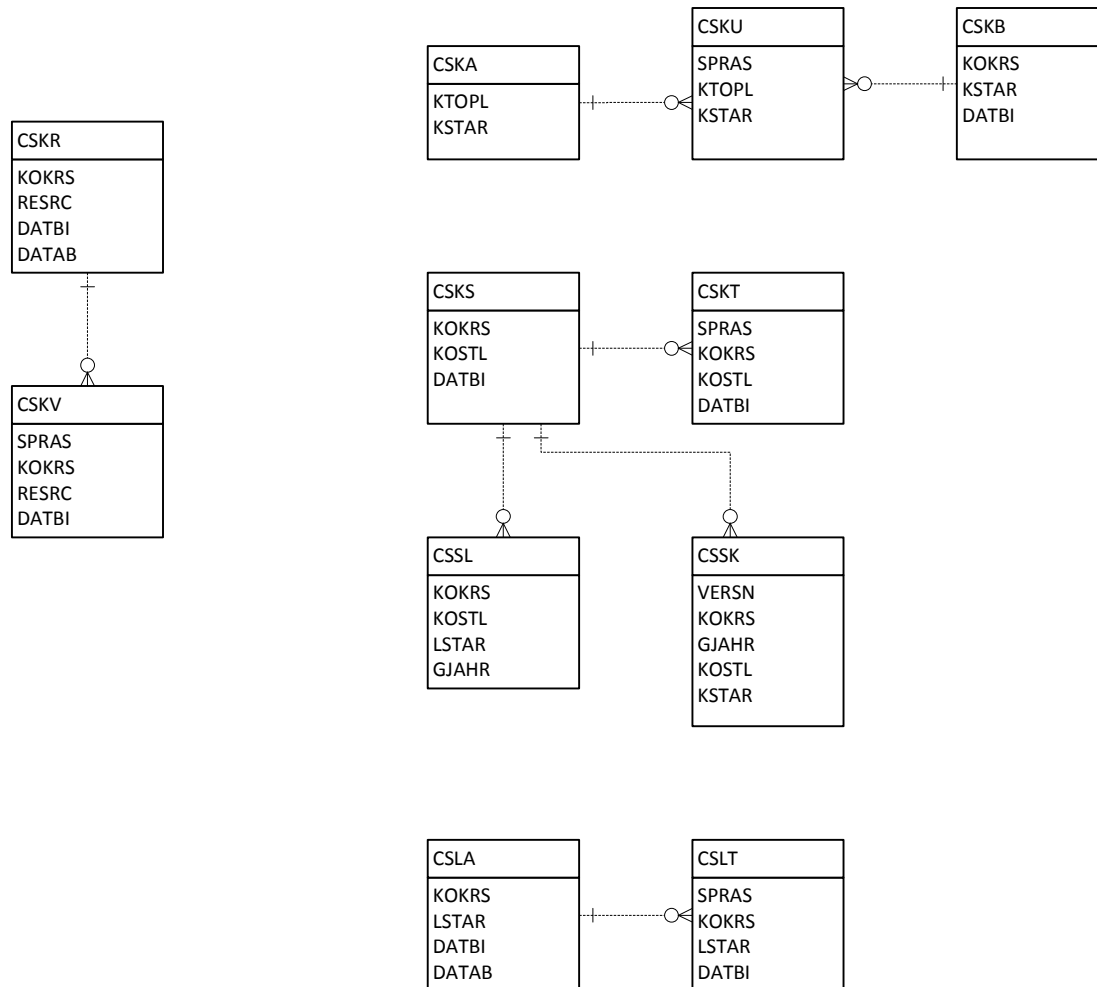 CSKR
KOKRS
RESRC
DATBI
DATAB
CSKV
SPRAS
KOKRS
RESRC
DATBI
CSKA
KTOPL
KSTAR
CSKU
SPRAS
KTOPL
KSTAR
CSKB
KOKRS
KSTAR
DATBI
CSKS
KOKRS
KOSTL
DATBI
CSKT
SPRAS
KOKRS
KOSTL
DATBI
CSSL
KOKRS
KOSTL
LSTAR
GJAHR
CSSK
VERSN
KOKRS
GJAHR
KOSTL
KSTAR
CSLA
KOKRS
LSTAR
DATBI
DATAB
CSLT
SPRAS
KOKRS
LSTAR
DATBI